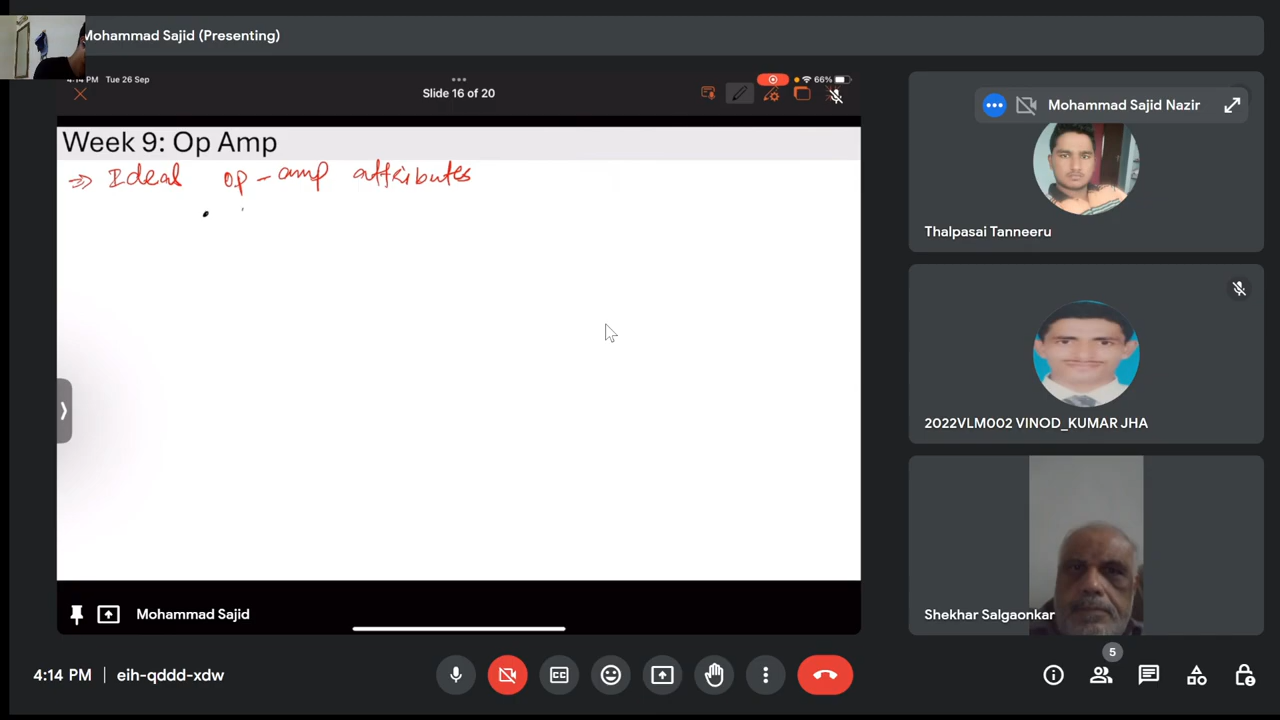 Mohammad Sajid (Presenting)
4:14 PM Tue 26 Sep
66%
Slide 16 of 20
Week 9: Op Amp
⇒ Ideal op-amp attributes
Mohammad Sajid
Mohammad Sajid Nazir
Thalpasai Tanneeru
2022VLM002 VINOD_KUMAR JHA
Shekhar Salgaonkar
4:14 PM | eih-qddd-xdw
5